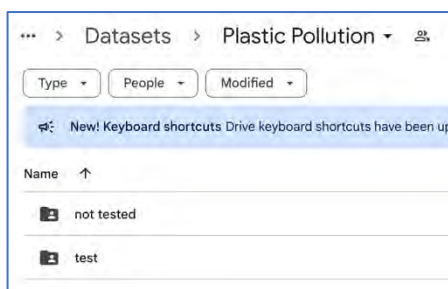 ... > Datasets > Plastic Pollution
Type People Modified
New! Keyboard shortcuts Drive keyboard shortcuts have been up
Name ↑
not tested
test